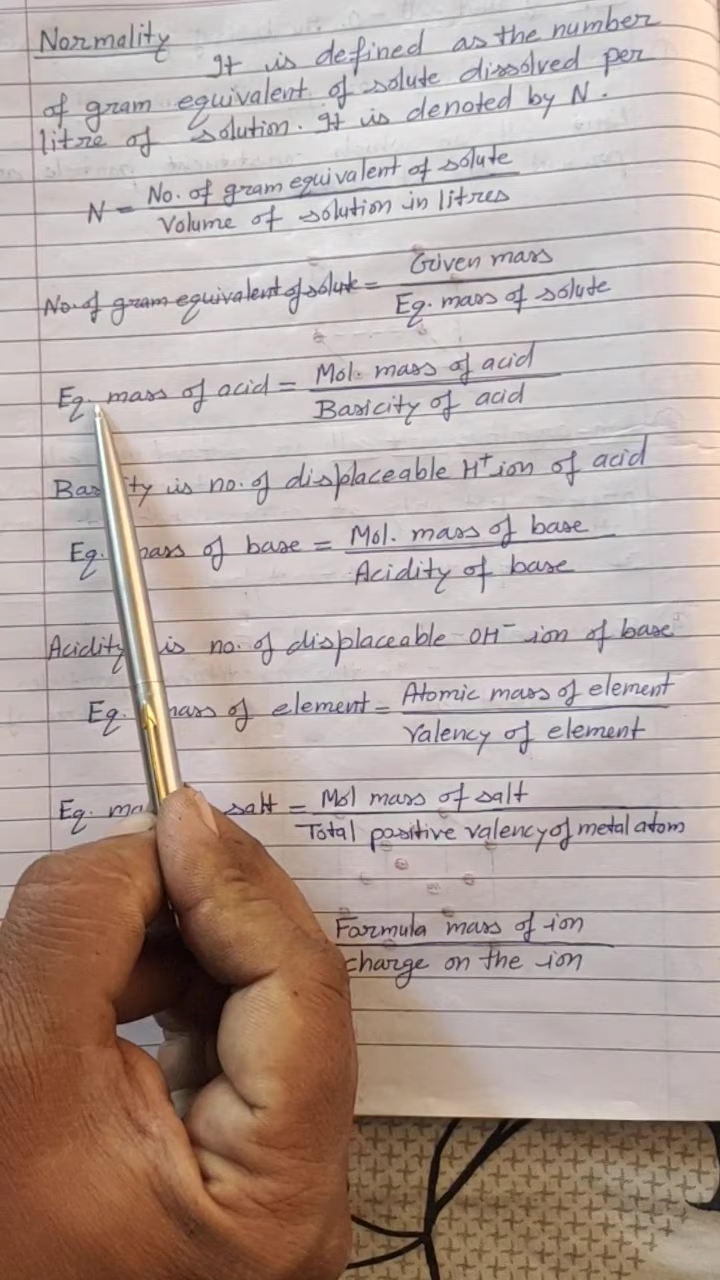 Normality
It is defined as the number
of gram equivalent of solute dissolved per
litre of solution. It is denoted by N.
N = No. of gram equivalent of solute
Volume of solution in litres
No. of gram equivalent of solute = Given mass
Eq. mass of solute
Eq. mass of acid = Mol. mass of acid
Basicity of acid
Bas ty is no. of displaceable H+ ion of acid
Eq. mass of base = Mol. mass of base
Acidity of base
Acidity is no. of displaceable OH- ion of base
Eq. mass of element = Atomic mass of element
Valency of element
Eq. ma salt = Mol mass of salt
Total positive valency of metal atom
Formula mass of ion
charge on the ion